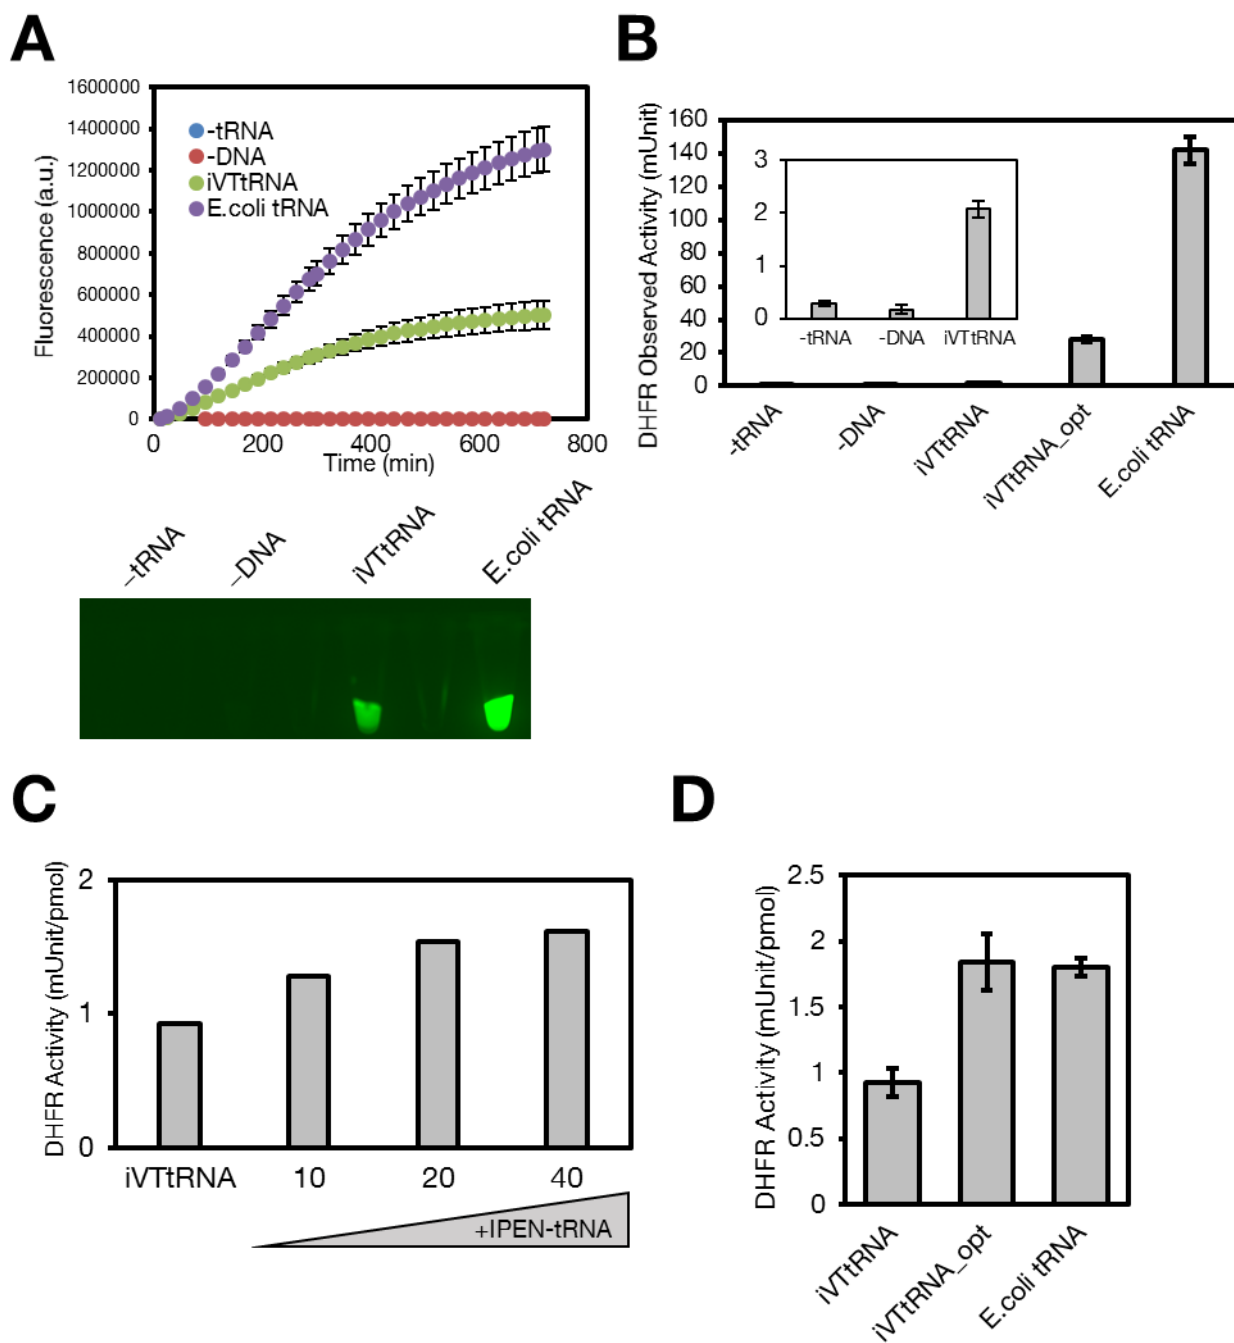 A
Fluorescence (a.u.)
1600000
1400000
1200000
1000000
800000
600000
400000
200000
0
-tRNA
-DNA
iVTtRNA
E.coli tRNA
0 200 400 600 800
Time (min)
–tRNA –DNA iVTtRNA E.coli tRNA
B
DHFR Observed Activity (mUnit)
160
140
120
100
80
60
40
20
0
3
2
1
0
-tRNA -DNA iVTtRNA
-tRNA -DNA iVTtRNA iVTtRNA_opt E.coli tRNA
C
DHFR Activity (mUnit/pmol)
2
1
0
iVTtRNA 10 20 40
+IPEN-tRNA
D
DHFR Activity (mUnit/pmol)
2.5
2
1.5
1
0.5
0
iVTtRNA iVTtRNA_opt E.coli tRNA